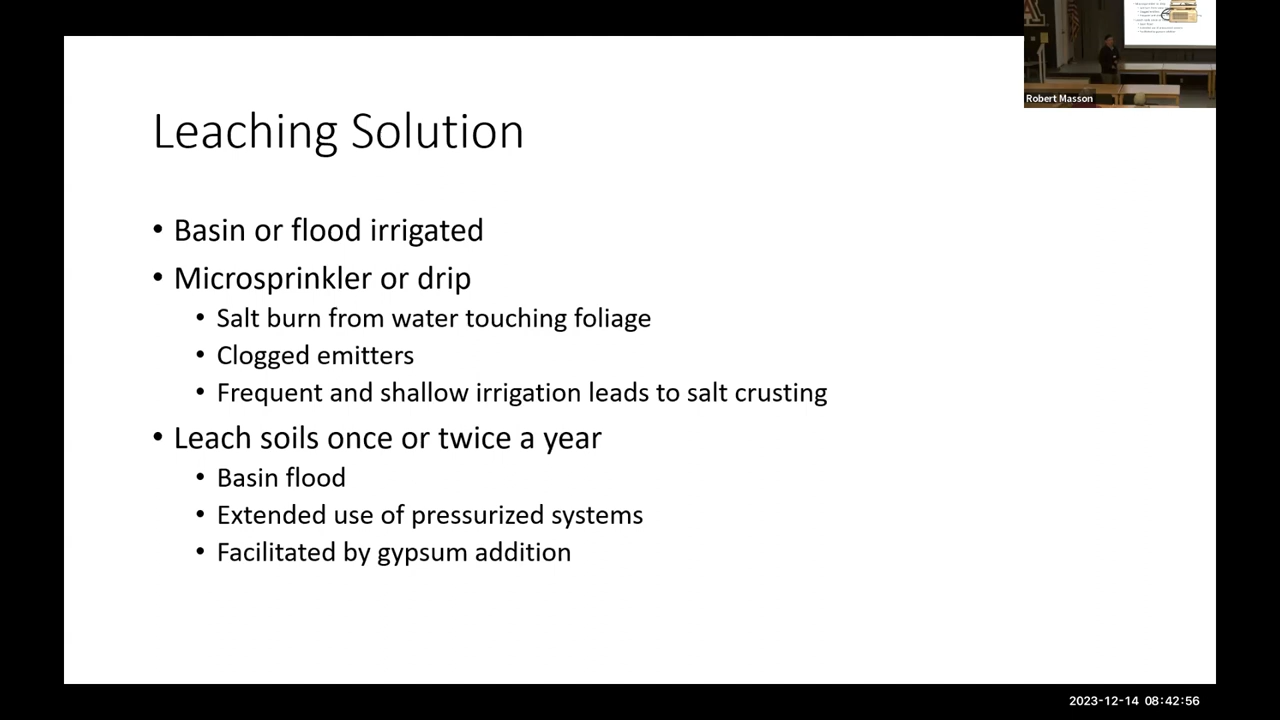 Robert Masson
Leaching Solution
• Basin or flood irrigated
• Microsprinkler or drip
• Salt burn from water touching foliage
• Clogged emitters
• Frequent and shallow irrigation leads to salt crusting
• Leach soils once or twice a year
• Basin flood
• Extended use of pressurized systems
• Facilitated by gypsum addition
2023-12-14 08:42:56